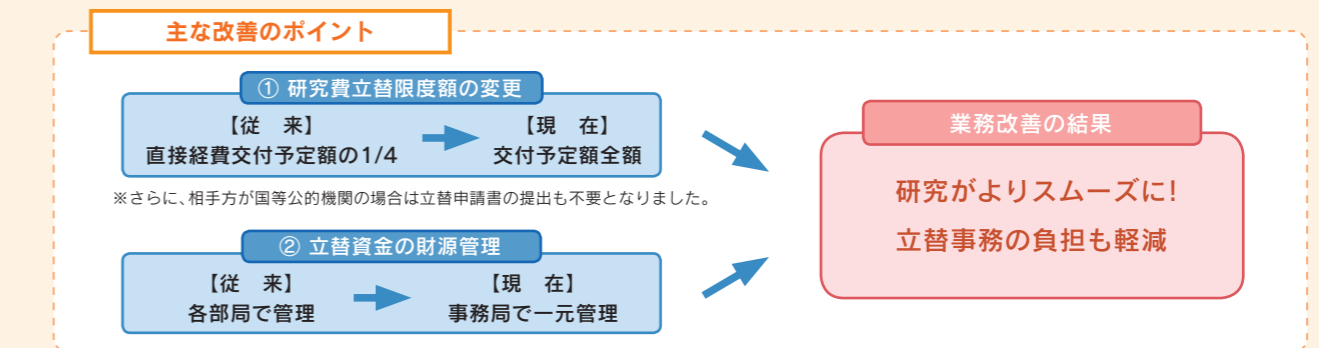 主な改善のポイント
① 研究費立替限度額の変更
【従　来】
直接経費交付予定額の1/4
【現　在】
交付予定額全額
※さらに、相手方が国等公的機関の場合は立替申請書の提出も不要となりました。
② 立替資金の財源管理
【従　来】
各部局で管理
【現　在】
事務局で一元管理
業務改善の結果
研究がよりスムーズに!
立替事務の負担も軽減